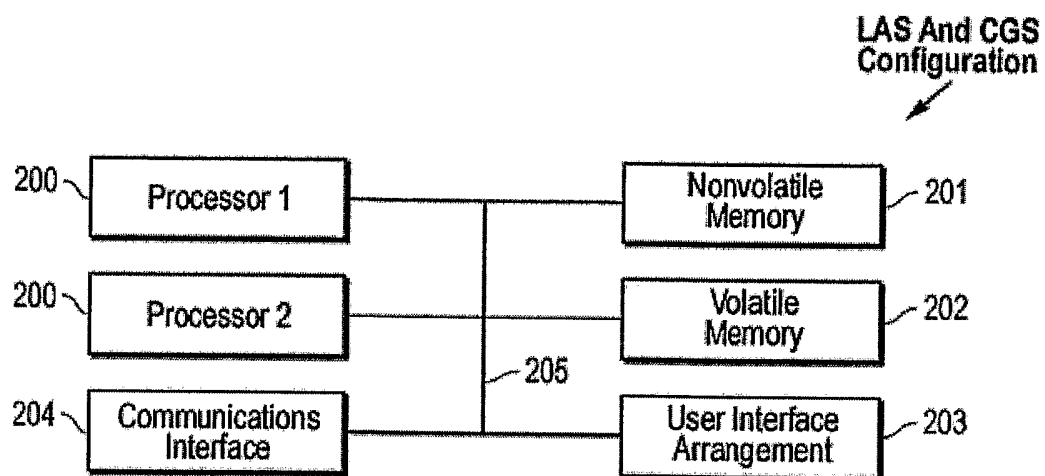 LAS And CGS
Configuration
200
Processor 1
Nonvolatile
Memory
201
200
Processor 2
Volatile
Memory
202
205
204
Communications
Interface
User Interface
Arrangement
203